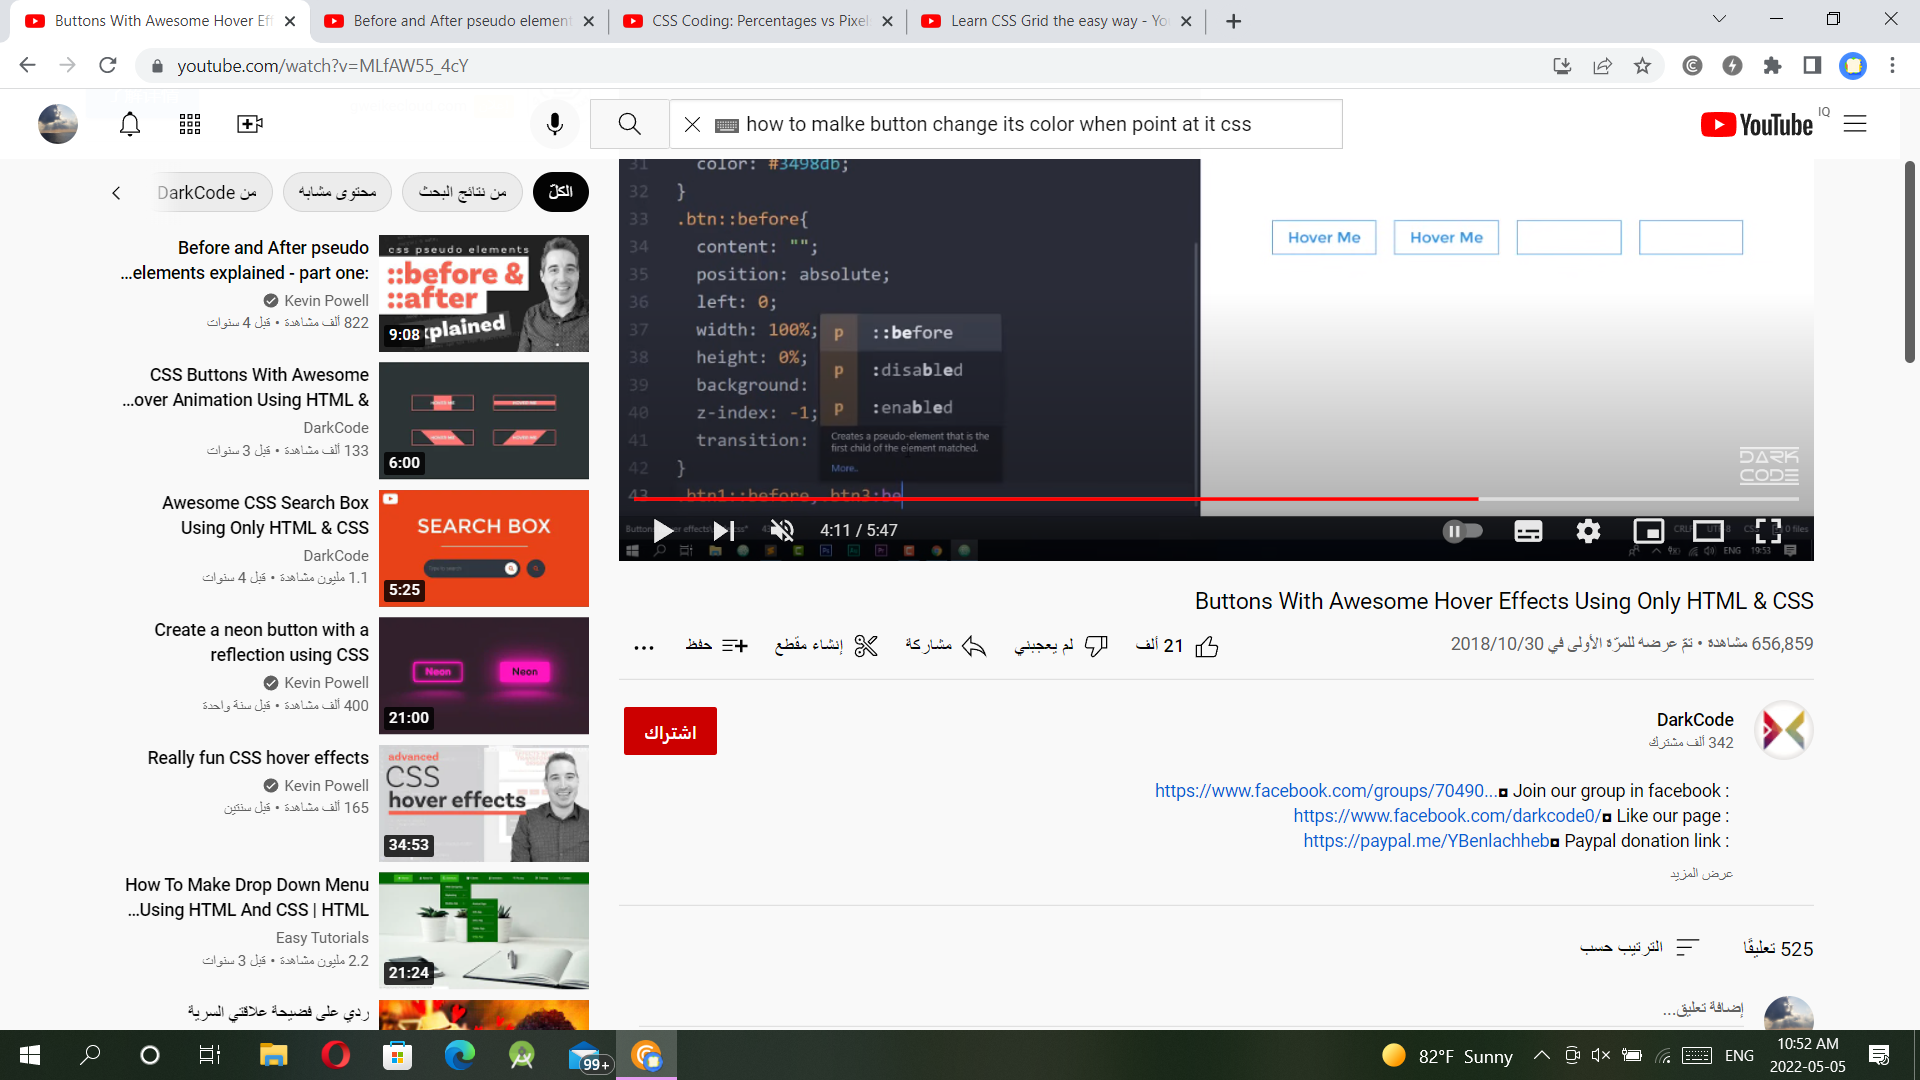 Buttons With Awesome Hover Eff
Before and After pseudo element
CSS Coding: Percentages vs Pixel
Learn CSS Grid the easy way - Yo
youtube.com/watch?v=MLfAW55_4cY
how to malke button change its color when point at it css
YouTube IQ
الكلّ
من نتائج البحث
محتوى مشابه
من DarkCode
31 color: #3498db;
32 }
33 .btn::before{
34 content: "";
35 position: absolute;
36 left: 0;
37 width: 100%;
38 height: 0%;
39 background:
40 z-index: -1;
41 transition:
42 }
43 .btn1::before, .btn3:be
p ::before
p :disabled
p :enabled
Creates a pseudo-element that is the
first child of the element matched.
More..
Hover Me
Hover Me
DARK
CODE
4:11 / 5:47
ENG 19:53
Before and After pseudo
elements explained - part one:...
Kevin Powell
822 ألف مشاهدة • قبل 4 سنوات
css pseudo elements
::before &
::after
explained
9:08
CSS Buttons With Awesome
...over Animation Using HTML &
DarkCode
133 ألف مشاهدة • قبل 3 سنوات
6:00
Awesome CSS Search Box
Using Only HTML & CSS
DarkCode
1.1 مليون مشاهدة • قبل 4 سنوات
SEARCH BOX
5:25
Create a neon button with a
reflection using CSS
Kevin Powell
400 ألف مشاهدة • قبل سنة واحدة
Neon
Neon
21:00
Really fun CSS hover effects
Kevin Powell
165 ألف مشاهدة • قبل سنتين
advanced
CSS
hover effects
34:53
How To Make Drop Down Menu
...Using HTML And CSS | HTML
Easy Tutorials
2.2 مليون مشاهدة • قبل 3 سنوات
21:24
ردي على فضيحة علاقتي السرية
Buttons With Awesome Hover Effects Using Only HTML & CSS
656,859 مشاهدة • تمّ عرضه للمرّة الأولى في 2018/10/30
21 ألف
لم يعجبني
مشاركة
إنشاء مقطع
حفظ
DarkCode
342 ألف مشترك
اشتراك
https://www.facebook.com/groups/70490...◘ Join our group in facebook :
https://www.facebook.com/darkcode0/◘ Like our page :
https://paypal.me/YBenlachheb◘ Paypal donation link :
عرض المزيد
525 تعليقًا
الترتيب حسب
إضافة تعليق...
99+
82°F Sunny
ENG
10:52 AM
2022-05-05